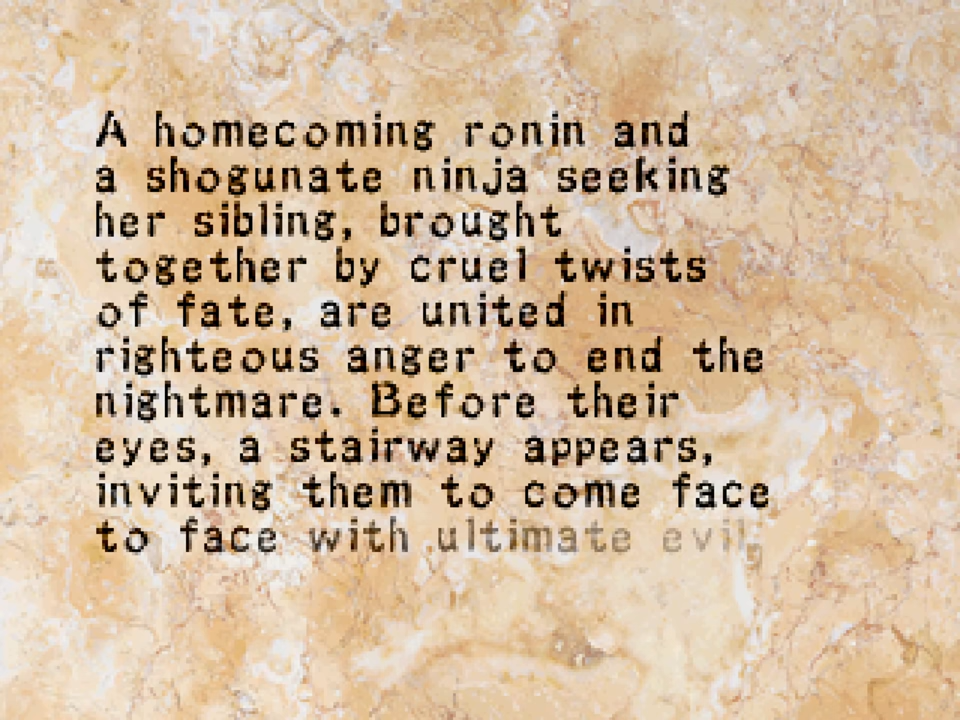 A homecoming ronin and
a shogunate ninja seeking
her sibling, brought
together by cruel twists
of fate, are united in
righteous anger to end the
nightmare. Before their
eyes, a stairway appears,
inviting them to come face
to face with ultimate evil,